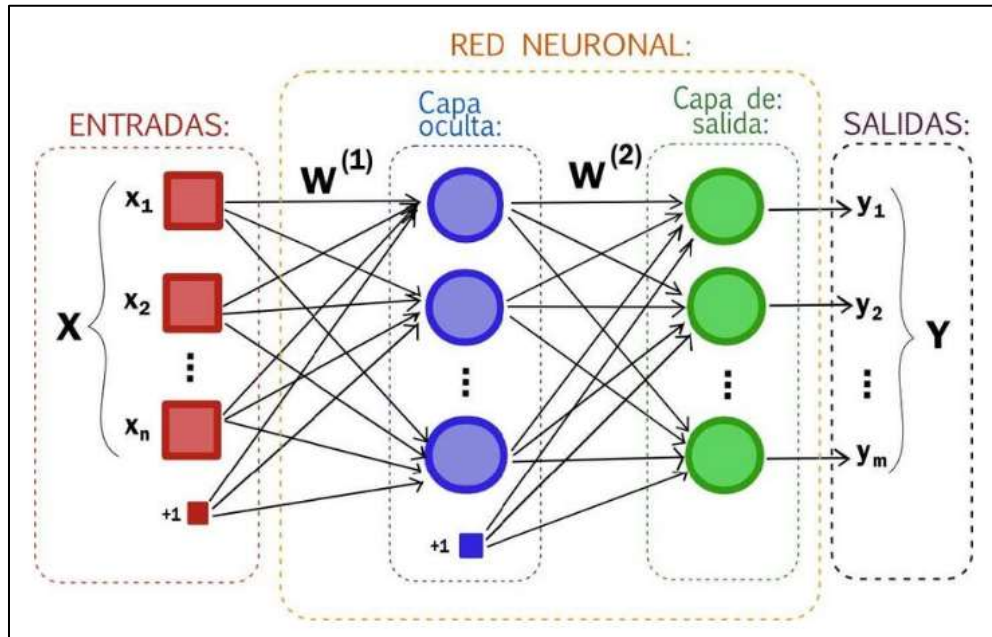 RED NEURONAL:
ENTRADAS:
Capa
oculta:
Capa de:
salida:
SALIDAS:
W(1)
W(2)
x1
x2
xn
+1
X
+1
y1
y2
ym
Y